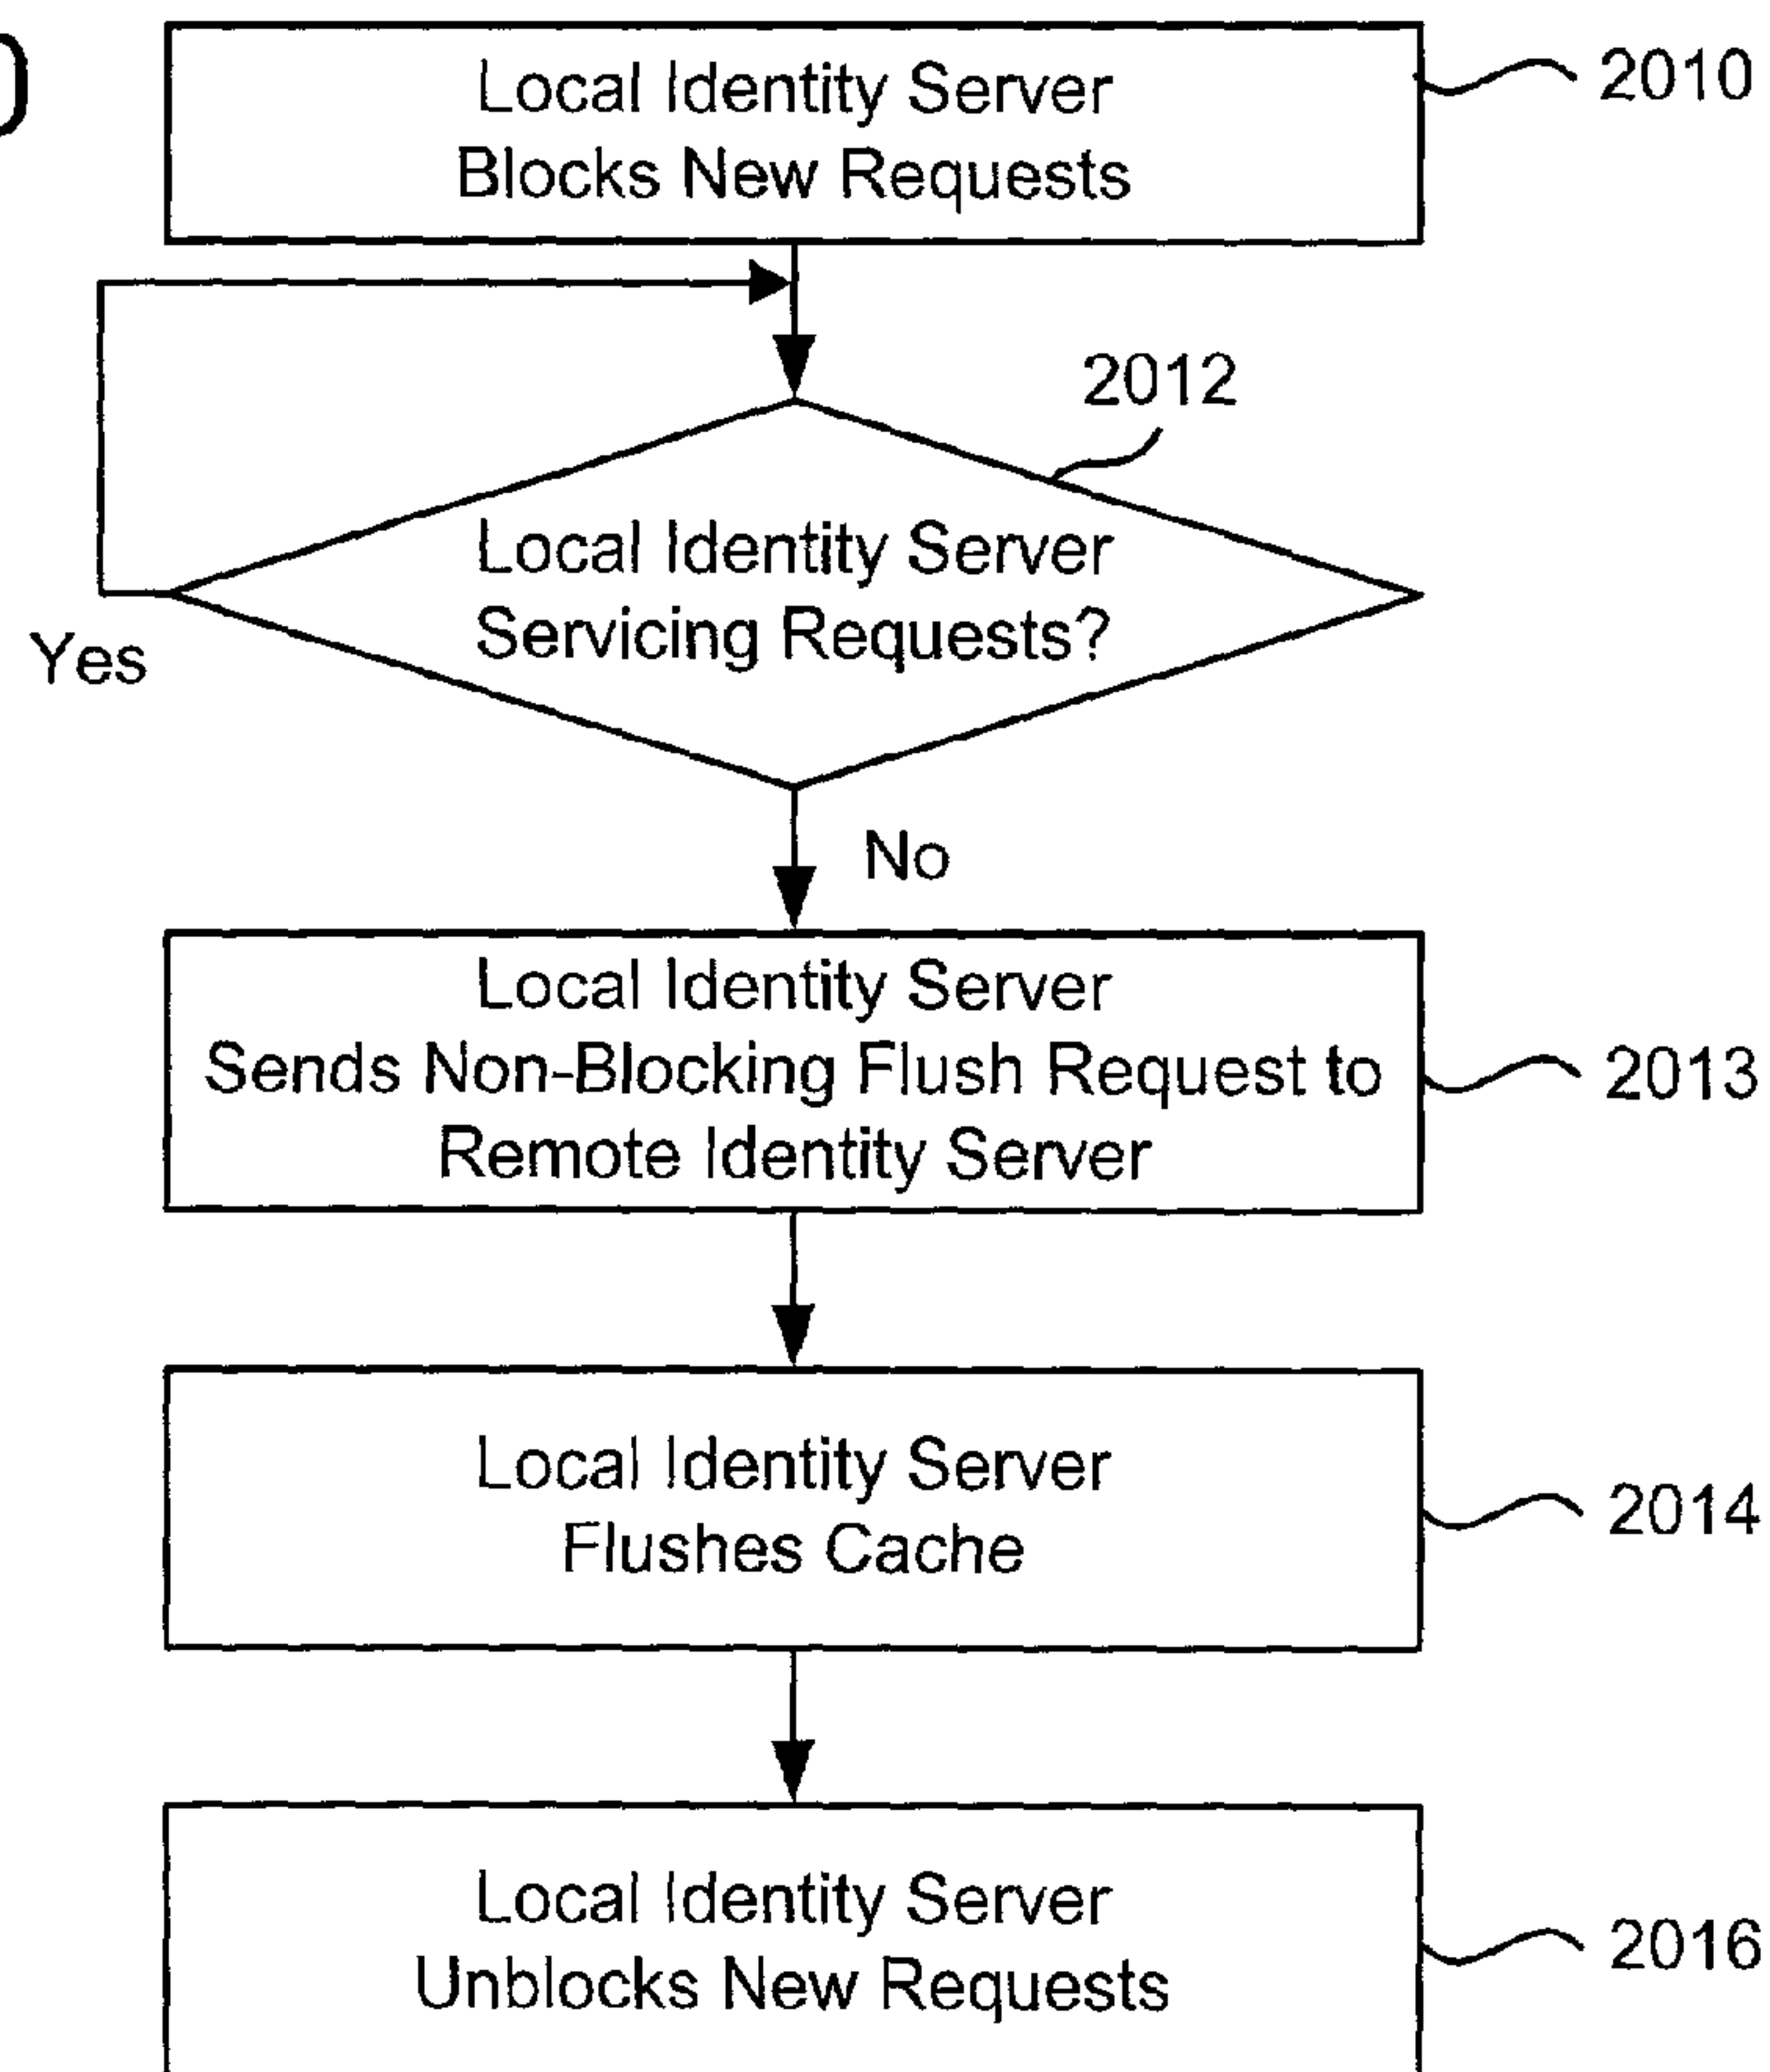 Local Identity Server
Blocks New Requests
2010
2012
Local Identity Server
Servicing Requests?
Yes
No
Local Identity Server
Sends Non-Blocking Flush Request to
Remote Identity Server
2013
Local Identity Server
Flushes Cache
2014
Local Identity Server
Unblocks New Requests
2016